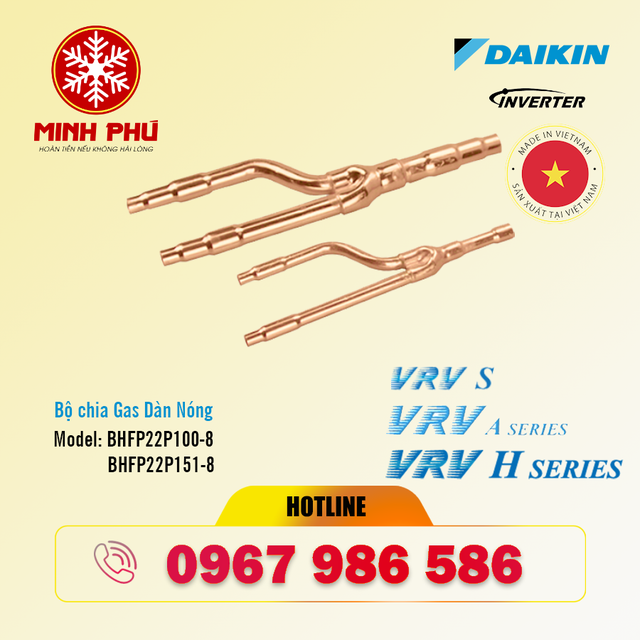 MINH PHÚ
HOÀN TIỀN NẾU KHÔNG HÀI LÒNG
DAIKIN
INVERTER
MADE IN VIETNAM
SẢN XUẤT TẠI VIỆT NAM
Bộ chia Gas Dàn Nóng
Model: BHFP22P100-8
BHFP22P151-8
VRV S
VRV A SERIES
VRV H SERIES
HOTLINE
0967 986 586